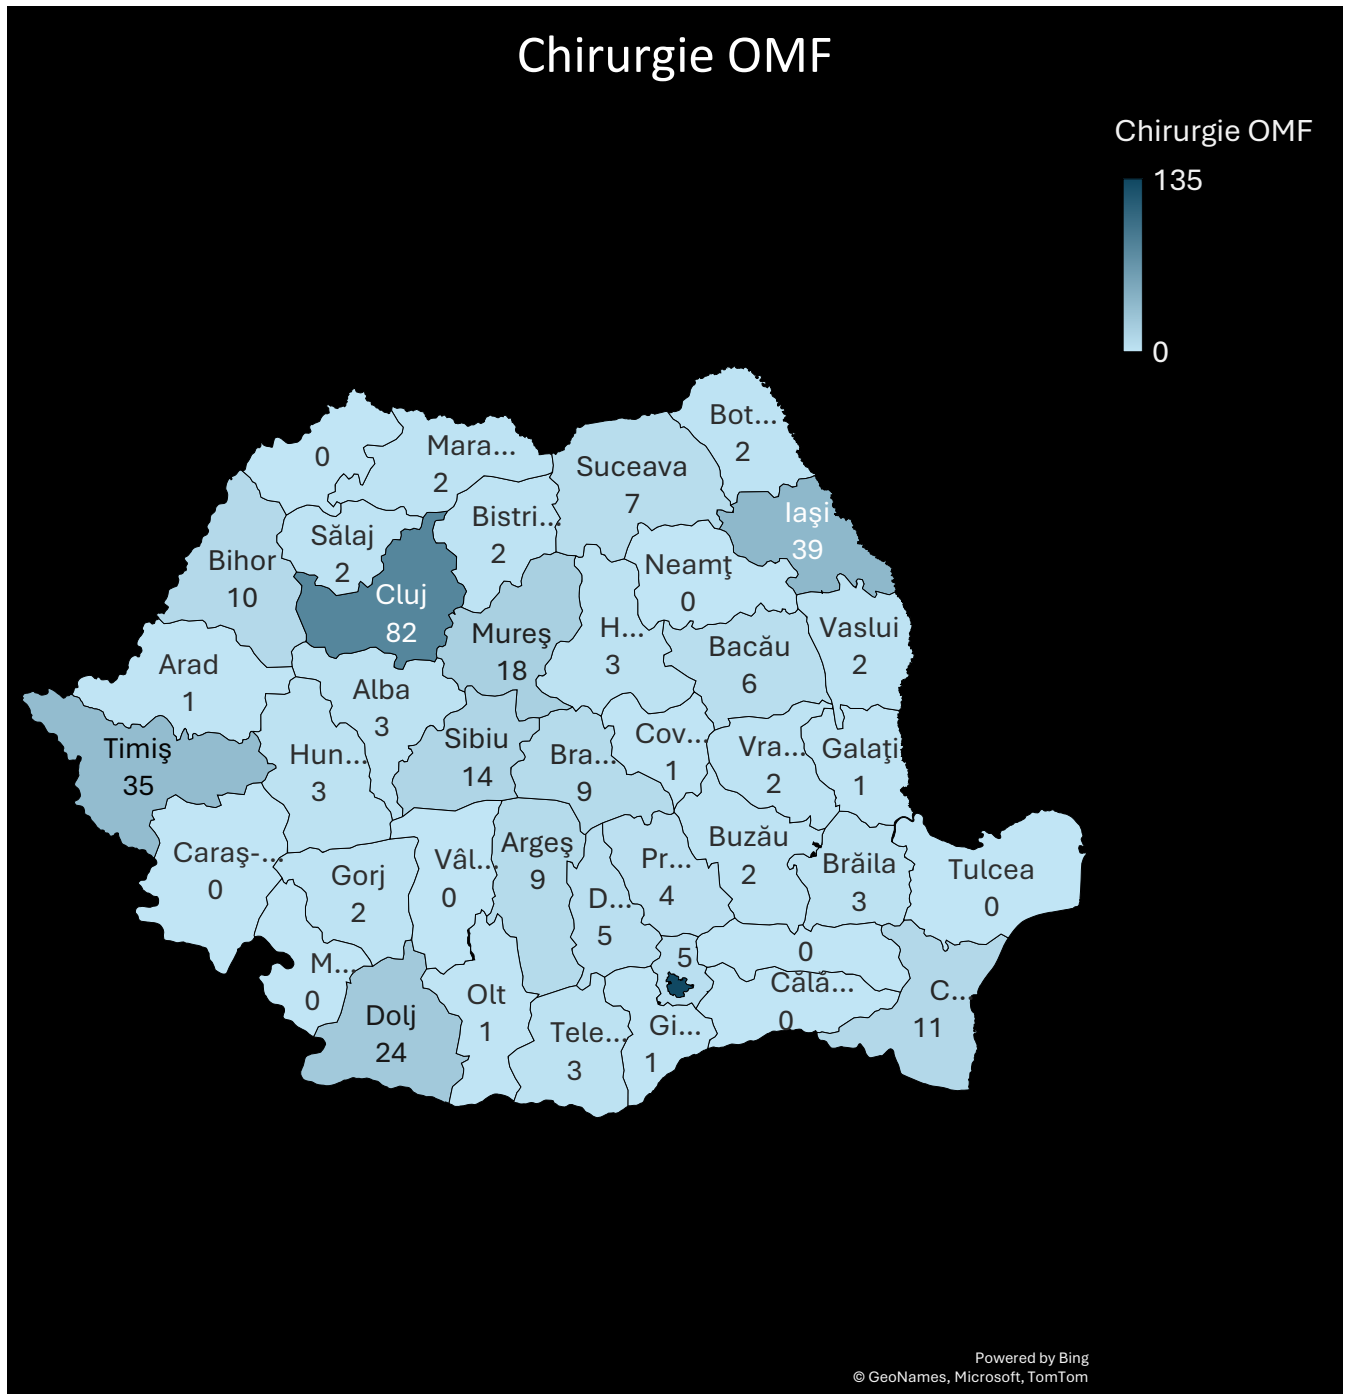 Chirurgie OMF
Chirurgie OMF
135
0
Bot...
2
0
Mara...
2
Suceava
7
Iaşi
39
Sălaj
2
Bistri...
2
Bihor
10
Cluj
82
Neamţ
0
Mureş
18
H...
3
Bacău
6
Vaslui
2
Arad
1
Alba
3
Timiş
35
Hun...
3
Sibiu
14
Bra...
9
Cov...
1
Vra...
2
Galaţi
1
Caraş-...
0
Gorj
2
Vâl...
0
Argeş
9
D...
5
Pr...
4
Buzău
2
Brăila
3
Tulcea
0
M...
0
Dolj
24
Olt
1
Tele...
3
5
Gi...
1
0
Călă...
0
C...
11
Powered by Bing
© GeoNames, Microsoft, TomTom